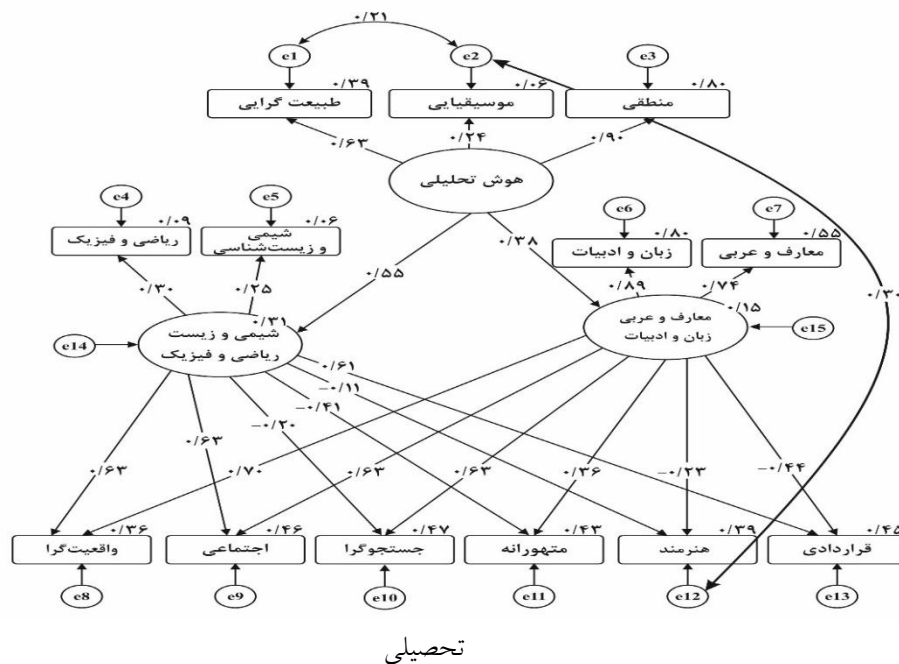 ۰/۲۱
e1
e2
e3
۰/۳۹
۰/۰۶
۰/۸۰
طبیعت گرایی
موسیقیایی
منطقی
۰/۶۳
۰/۲۴
۰/۹۰
هوش تحلیلی
e4
e5
e6
e7
۰/۰۹
۰/۰۶
۰/۸۰
۰/۵۵
ریاضی و فیزیک
شیمی
و زیست‌شناسی
زبان و ادبیات
معارف و عربی
۰/۳۰
۰/۲۵
۰/۵۵
۰/۳۸
۰/۸۹
۰/۷۴
۰/۳۰
۰/۳۱
شیمی و زیست
ریاضی و فیزیک
e14
۰/۱۵
معارف و عربی
زبان و ادبیات
e15
۰/۶۱
-۰/۱۱
-۰/۴۱
-۰/۲۰
۰/۶۳
۰/۶۳
۰/۷۰
۰/۶۳
۰/۶۳
۰/۳۶
-۰/۲۳
-۰/۴۴
۰/۳۶
۰/۴۶
۰/۴۷
۰/۴۳
۰/۳۹
۰/۴۵
واقعیت‌گرا
اجتماعی
جستجوگرا
متهورانه
هنرمند
قراردادی
e8
e9
e10
e11
e12
e13
تحصیلی